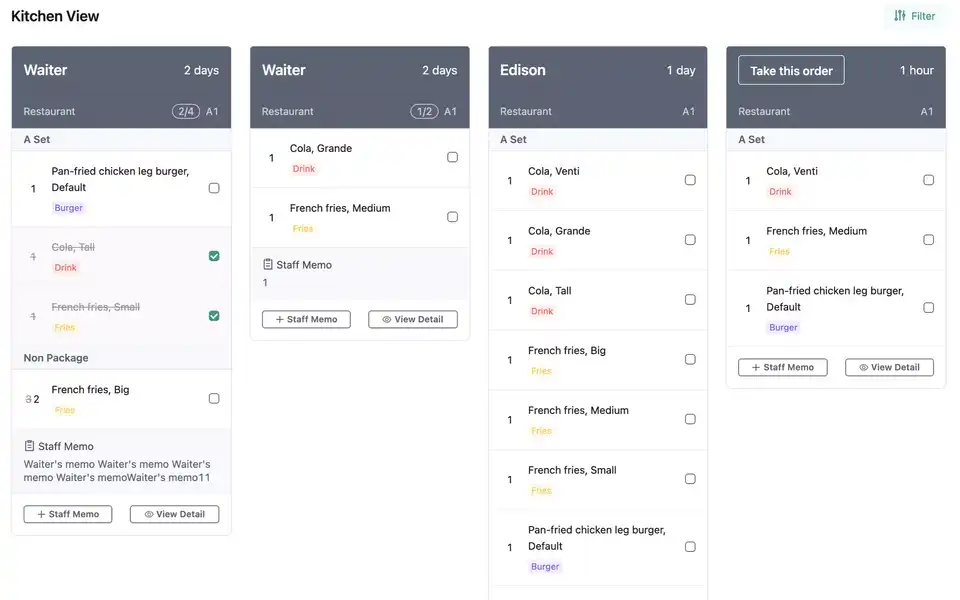 Kitchen View
Filter
Waiter
2 days
Restaurant
2/4
A1
A Set
1
Pan-fried chicken leg burger,
Default
Burger
1
Cola, Tall
Drink
1
French fries, Small
Fries
Non Package
3 2
French fries, Big
Fries
Staff Memo
Waiter's memo Waiter's memo Waiter's
memo Waiter's memoWaiter's memo11
+ Staff Memo
View Detail
Waiter
2 days
Restaurant
1/2
A1
1
Cola, Grande
Drink
1
French fries, Medium
Fries
Staff Memo
1
+ Staff Memo
View Detail
Edison
1 day
Restaurant
A1
A Set
1
Cola, Venti
Drink
1
Cola, Grande
Drink
1
Cola, Tall
Drink
1
French fries, Big
Fries
1
French fries, Medium
Fries
1
French fries, Small
Fries
1
Pan-fried chicken leg burger,
Default
Burger
Take this order
1 hour
Restaurant
A1
A Set
1
Cola, Venti
Drink
1
French fries, Medium
Fries
1
Pan-fried chicken leg burger,
Default
Burger
+ Staff Memo
View Detail